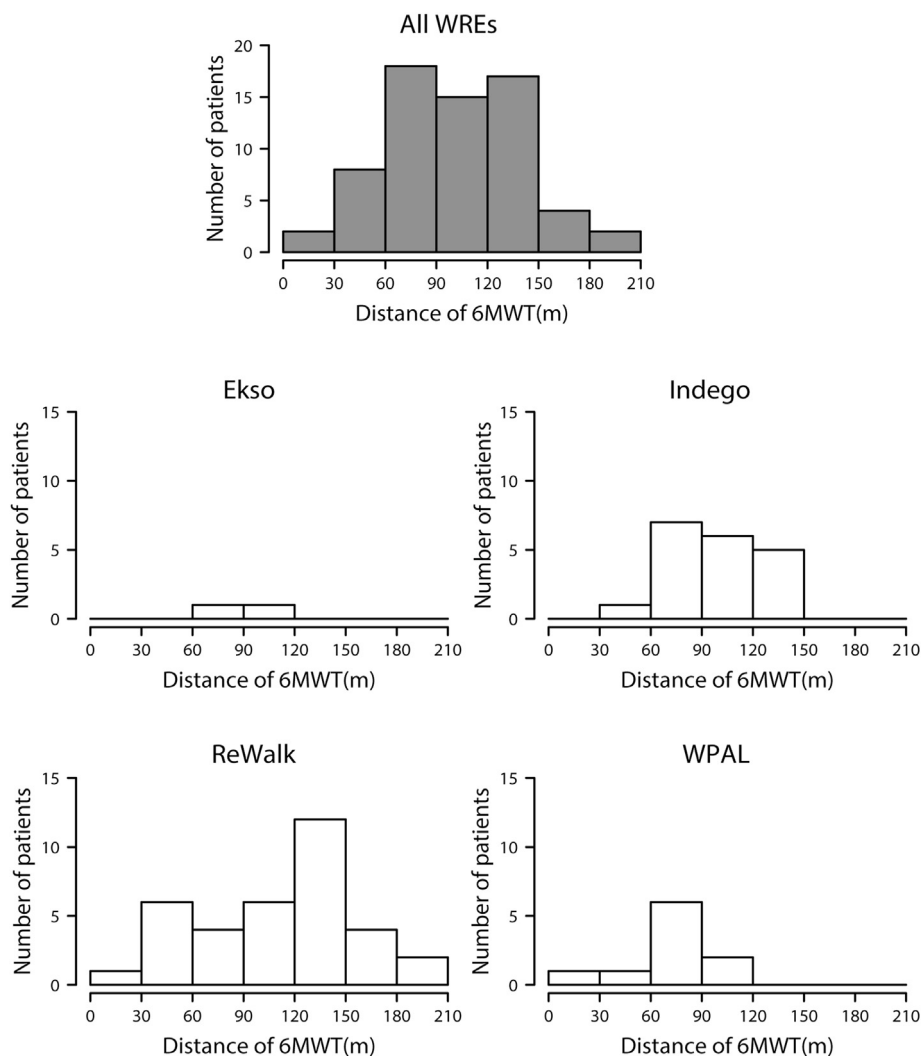 All WREs
Number of patients
20
15
10
5
0
0 30 60 90 120 150 180 210
Distance of 6MWT(m)
Ekso
Number of patients
15
10
5
0
0 30 60 90 120 150 180 210
Distance of 6MWT(m)
Indego
Number of patients
15
10
5
0
0 30 60 90 120 150 180 210
Distance of 6MWT(m)
ReWalk
Number of patients
15
10
5
0
0 30 60 90 120 150 180 210
Distance of 6MWT(m)
WPAL
Number of patients
15
10
5
0
0 30 60 90 120 150 180 210
Distance of 6MWT(m)